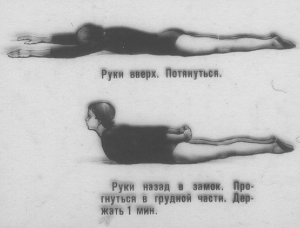 Руки вверх. Потянуться.
Руки назад в замок. Про-
гнуться в грудной части. Дер-
жать 1 мин.